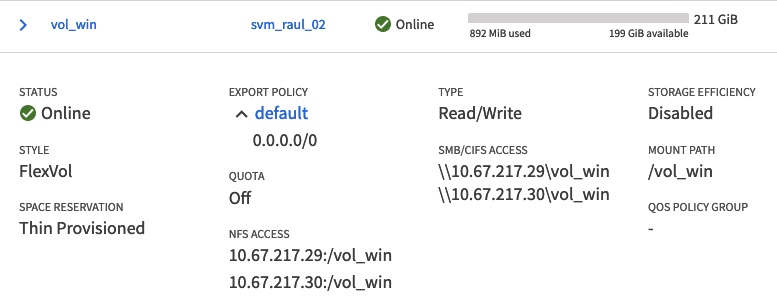 vol_win svm_raul_02 Online 211 GiB
892 MiB used 199 GiB available
STATUS
Online
STYLE
FlexVol
SPACE RESERVATION
Thin Provisioned
EXPORT POLICY
default
0.0.0.0/0
QUOTA
Off
NFS ACCESS
10.67.217.29:/vol_win
10.67.217.30:/vol_win
TYPE
Read/Write
SMB/CIFS ACCESS
\\10.67.217.29\vol_win
\\10.67.217.30\vol_win
STORAGE EFFICIENCY
Disabled
MOUNT PATH
/vol_win
QOS POLICY GROUP
-